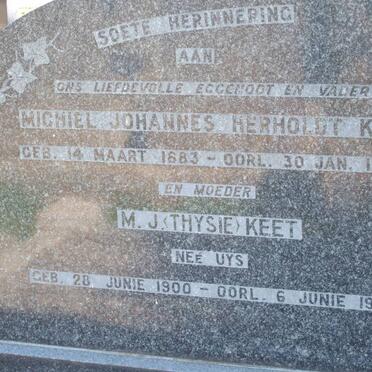 SOETE HERINNERING
AAN
ONS LIEFDEVOLLE EGGENOOT EN VADER
MICHIEL JOHANNES HERHOLDT K
GEB. 14 MAART 1883 - OORL. 30 JAN. 1
EN MOEDER
M. J. (THYSIE) KEET
NEÉ UYS
GEB. 28 JUNIE 1900 - OORL. 6 JUNIE 19